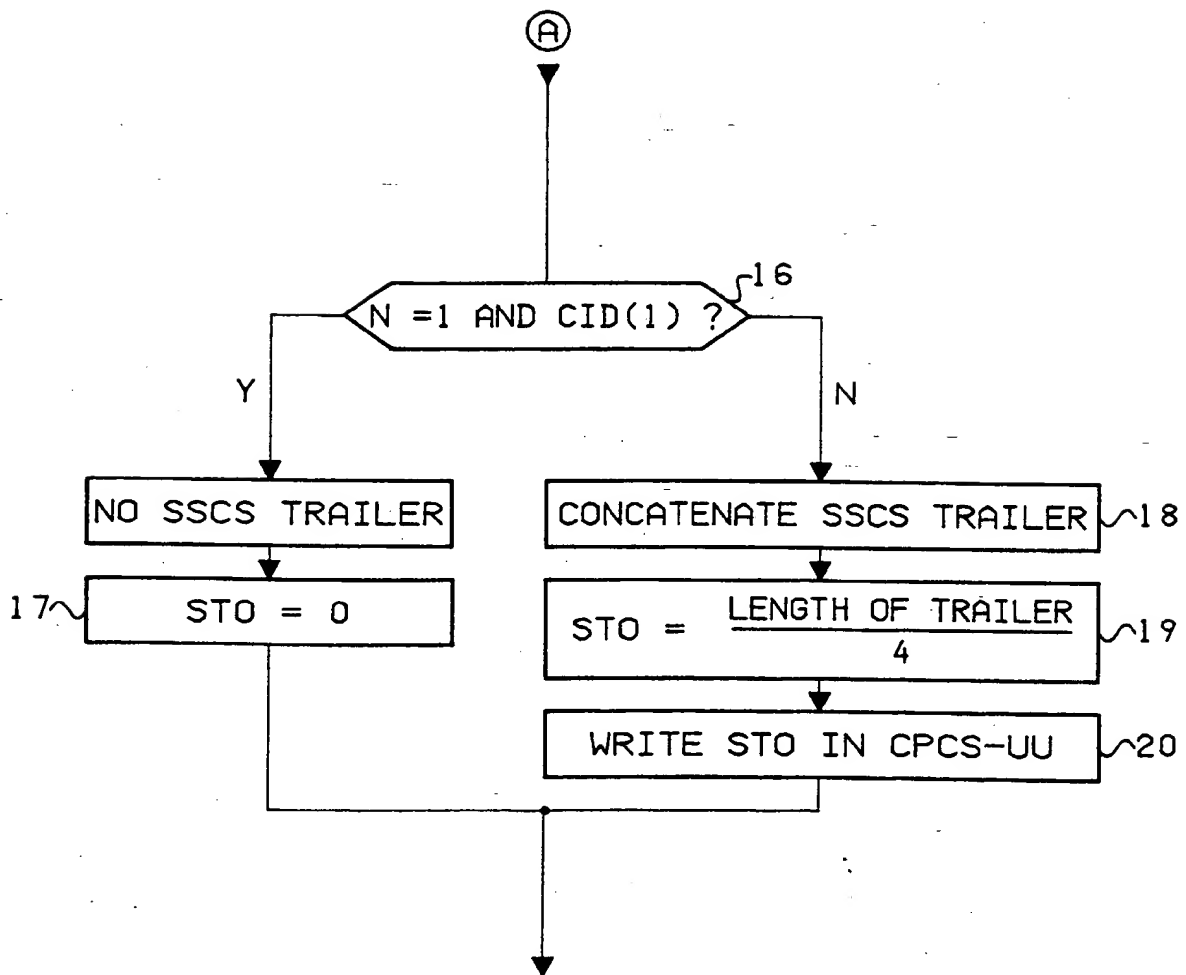 A
16
N =1 AND CID(1) ?
Y
N
NO SSCS TRAILER
CONCATENATE SSCS TRAILER
18
17
STO = 0
STO = LENGTH OF TRAILER
4
19
WRITE STO IN CPCS-UU
20